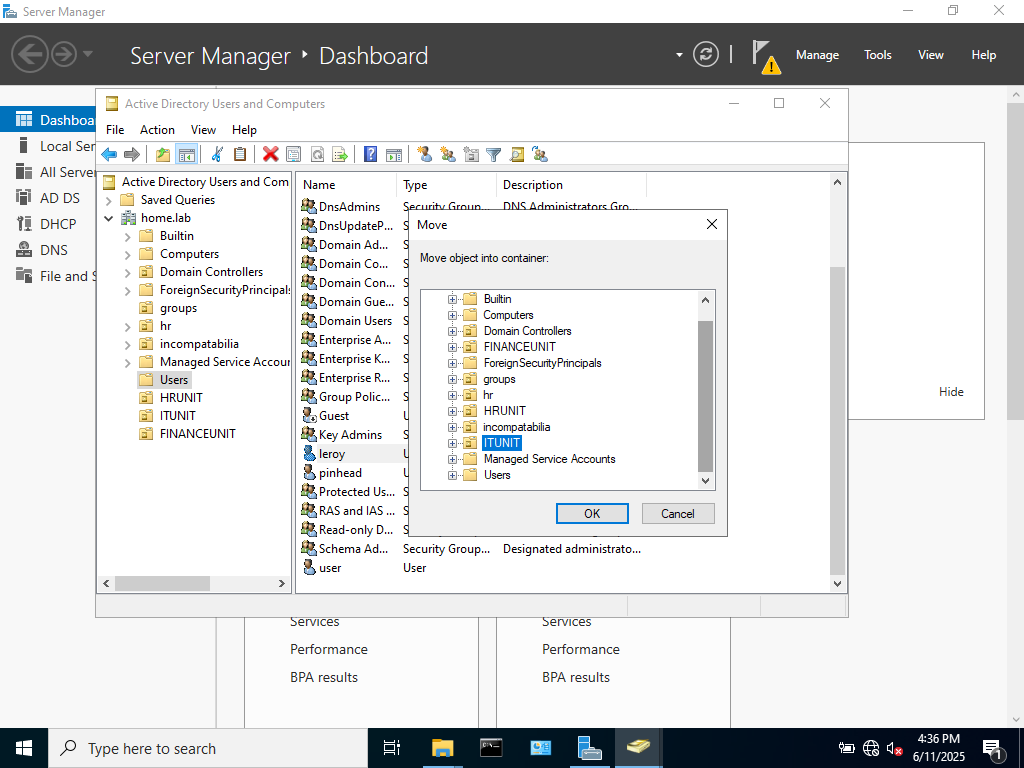 Server Manager
Server Manager
Dashboard
Manage
Tools
View
Help
Dashboa
Local Ser
All Server
AD DS
DHCP
DNS
File and S
Active Directory Users and Computers
File
Action
View
Help
Active Directory Users and Com
Saved Queries
home.lab
Builtin
Computers
Domain Controllers
ForeignSecurityPrincipals
groups
hr
incompatabilia
Managed Service Accour
Users
HRUNIT
ITUNIT
FINANCEUNIT
Name Type Description
DnsAdmins Security Group... DNS Administrators Gro...
DnsUpdateP...
Domain Ad...
Domain Co...
Domain Con...
Domain Gue...
Domain Users
Enterprise A...
Enterprise K...
Enterprise R...
Group Polic...
Guest
Key Admins
leroy
pinhead
Protected Us...
RAS and IAS ...
Read-only D...
Schema Ad... Security Group... Designated administrato...
user User
Move
Move object into container:
Builtin
Computers
Domain Controllers
FINANCEUNIT
ForeignSecurityPrincipals
groups
hr
HRUNIT
incompatabilia
ITUNIT
Managed Service Accounts
Users
OK
Cancel
Hide
Services
Performance
BPA results
Services
Performance
BPA results
Type here to search
4:36 PM
6/11/2025
1